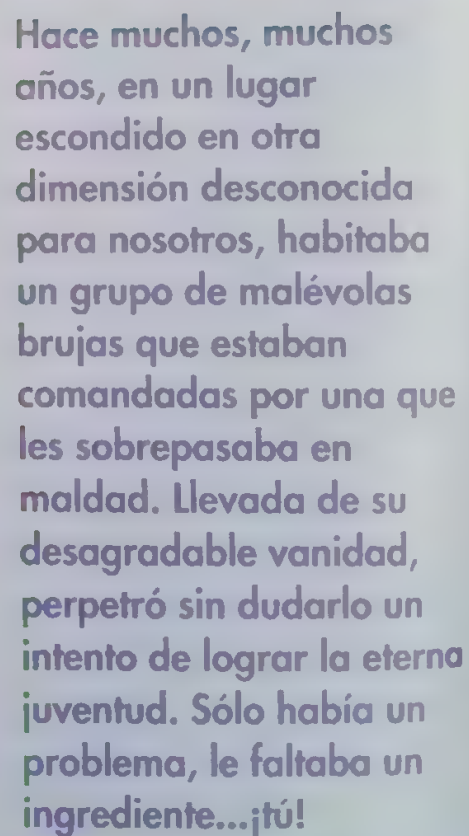 Hace muchos, muchos
años, en un lugar
escondido en otra
dimensión desconocida
para nosotros, habitaba
un grupo de malévolas
brujas que estaban
comandadas por una que
les sobrepasaba en
maldad. Llevada de su
desagradable vanidad,
perpetró sin dudarlo un
intento de lograr la eterna
juventud. Sólo había un
problema, le faltaba un
ingrediente...¡tú!